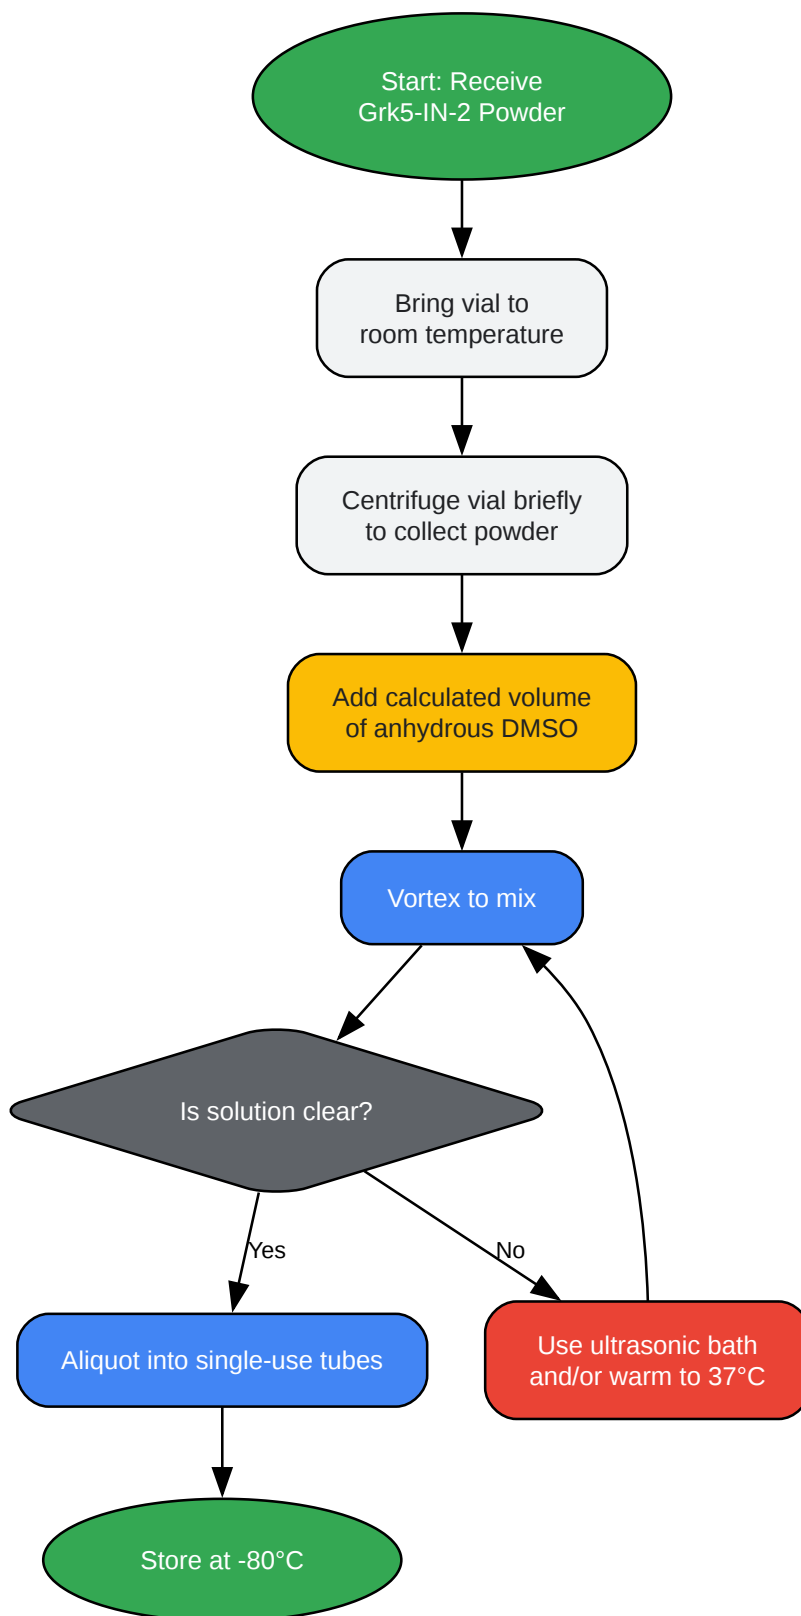 Start: Receive
Grk5-IN-2 Powder
Bring vial to
room temperature
Centrifuge vial briefly
to collect powder
Add calculated volume
of anhydrous DMSO
Vortex to mix
Is solution clear?
Yes
No
Aliquot into single-use tubes
Use ultrasonic bath
and/or warm to 37°C
Store at -80°C